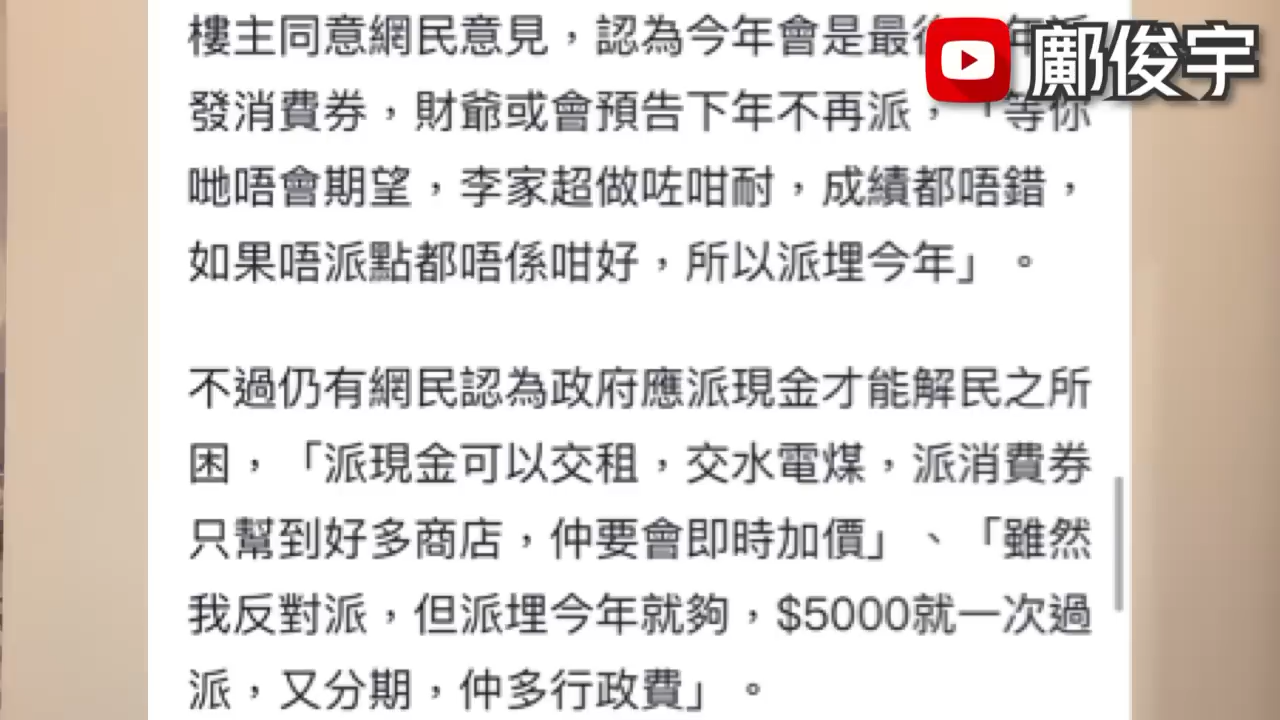 樓主同意網民意見，認為今年會是最後
鄺俊宇
發消費券，財爺或會預告下年不再派，「等你
哋唔會期望，李家超做咗咁耐，成績都唔錯，
如果唔派點都唔係咁好，所以派埋今年」。
不過仍有網民認為政府應派現金才能解民之所
困，「派現金可以交租，交水電煤，派消費券
只幫到好多商店，仲要會即時加價」、「雖然
我反對派，但派埋今年就夠，$5000就一次過
派，又分期，仲多行政費」。